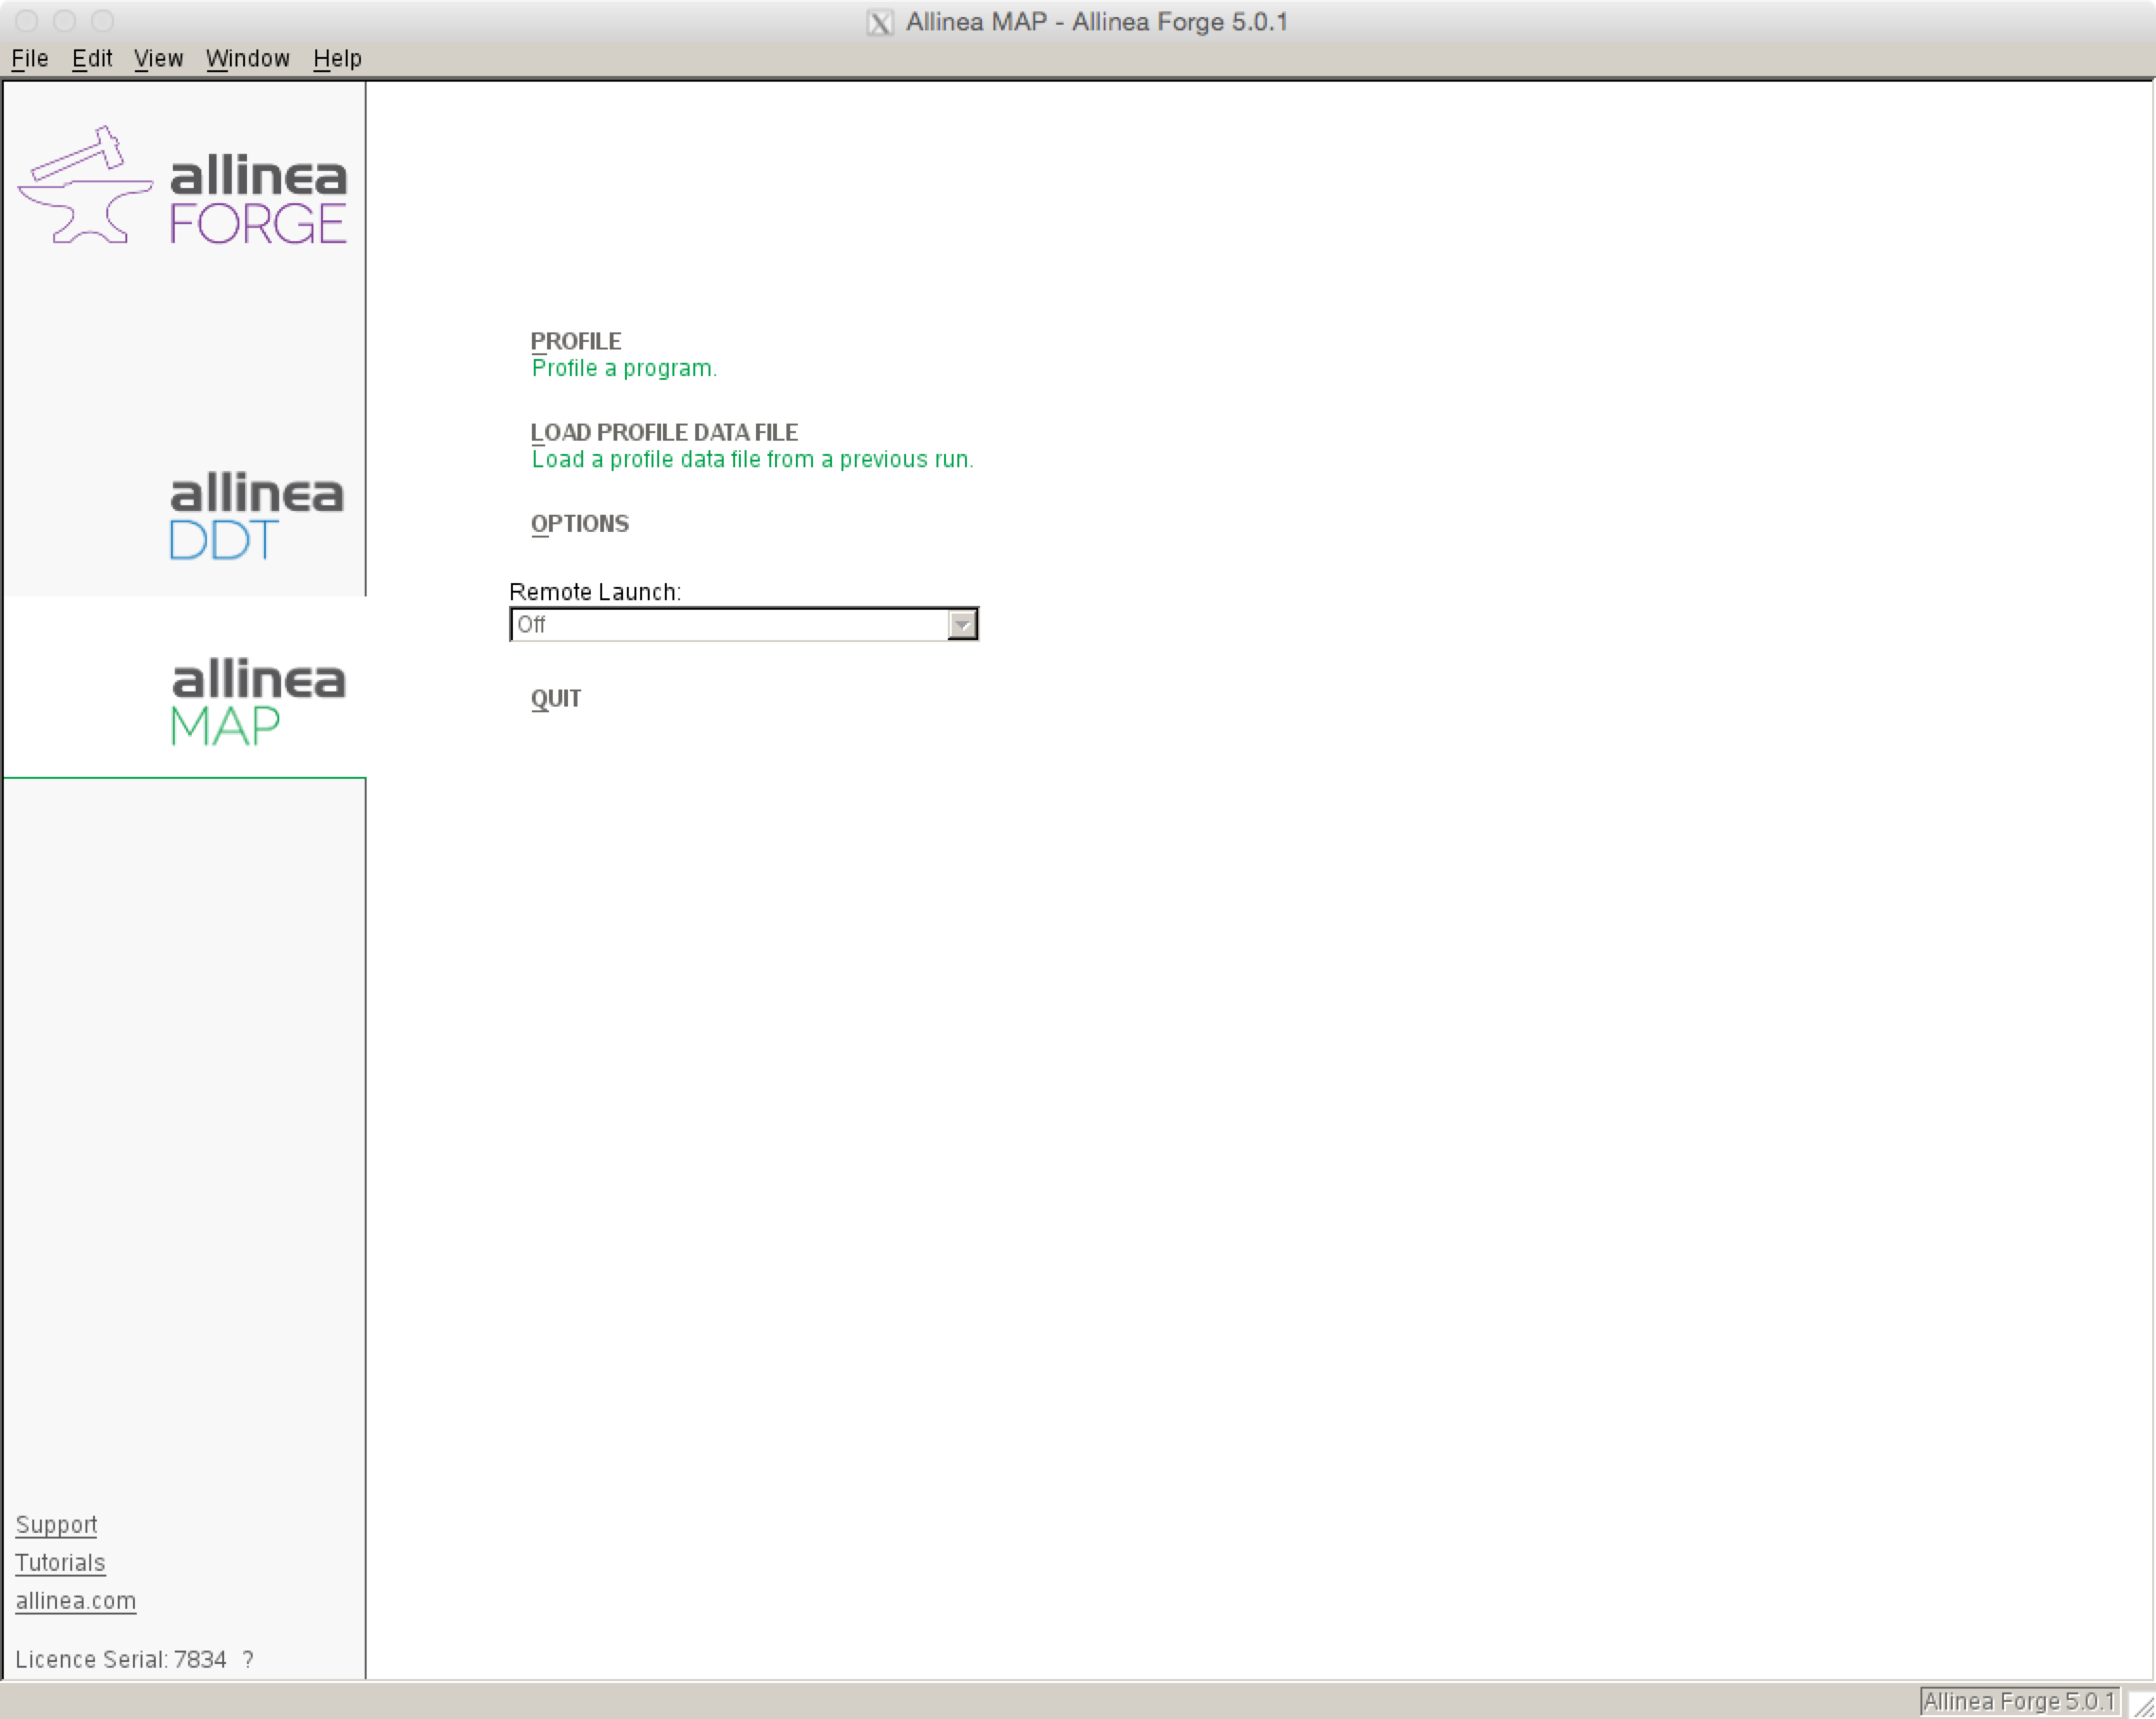 Allinea MAP - Allinea Forge 5.0.1
File Edit View Window Help
allinea
FORGE
allinea
DDT
allinea
MAP
PROFILE
Profile a program.
LOAD PROFILE DATA FILE
Load a profile data file from a previous run.
OPTIONS
Remote Launch:
Off
QUIT
Support
Tutorials
allinea.com
Licence Serial: 7834 ?
Allinea Forge 5.0.1